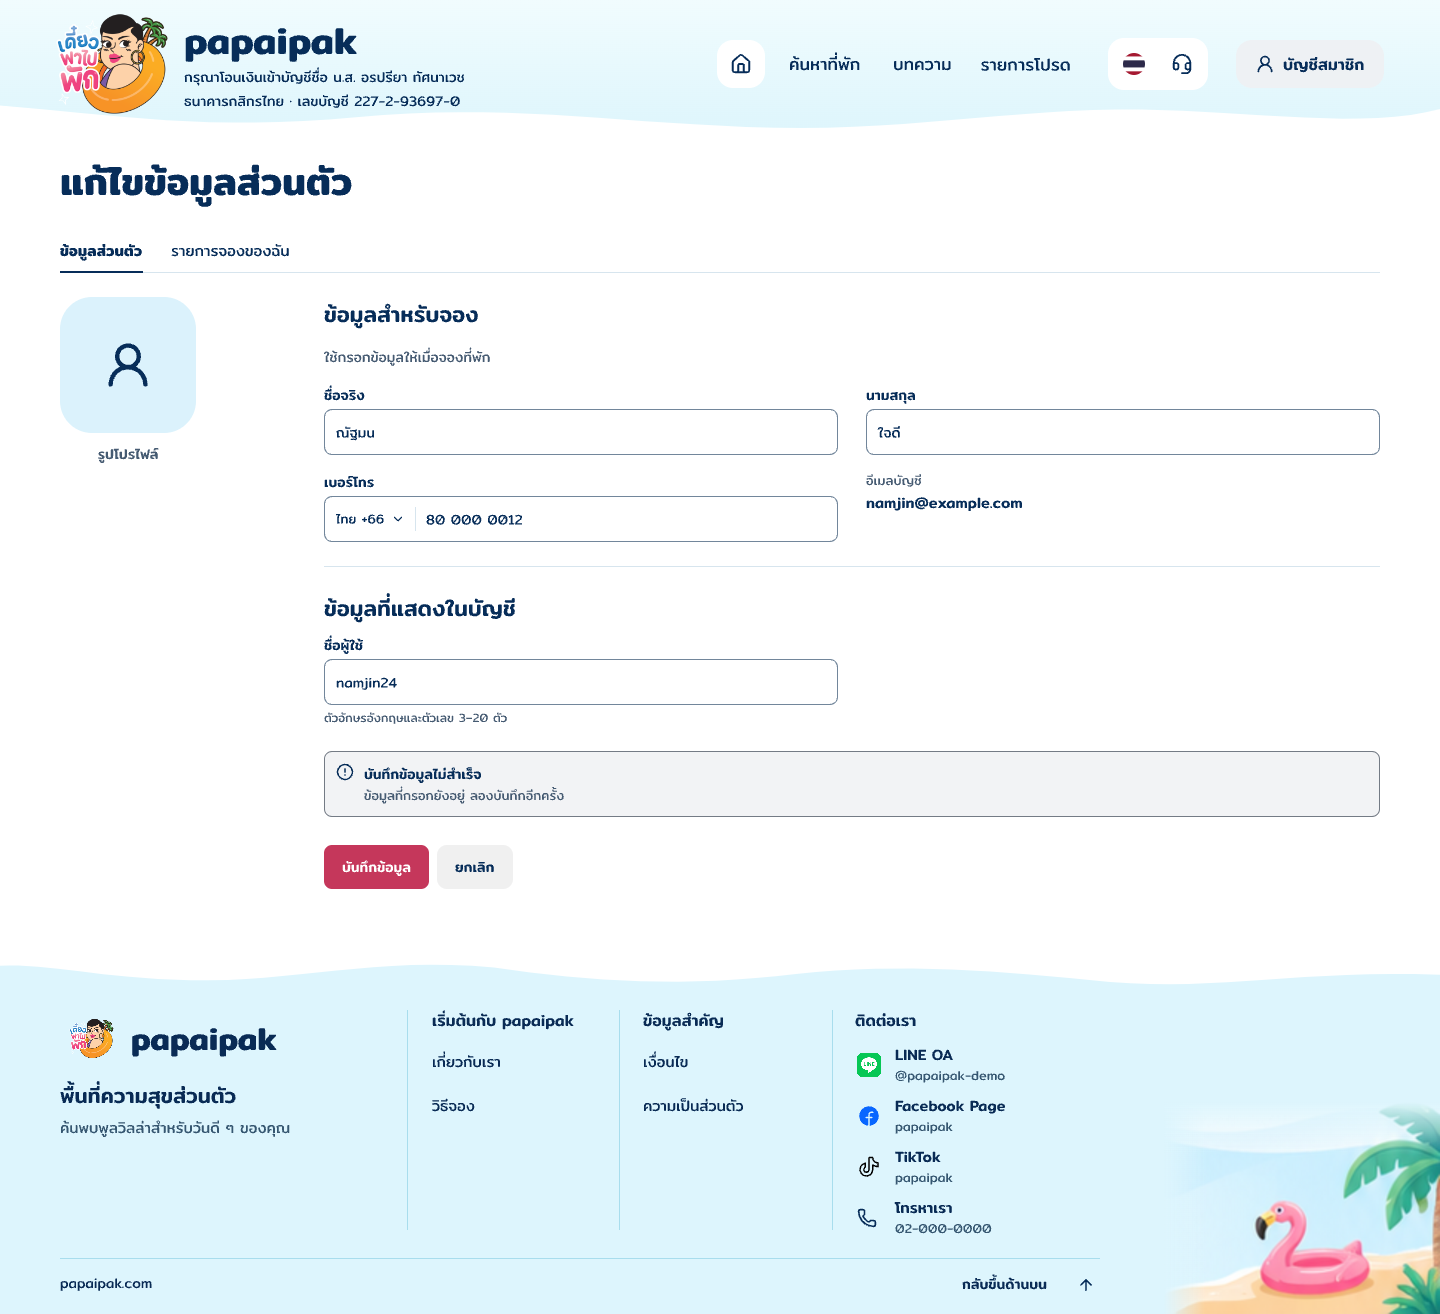 เดี๋ยว
พาไป
พัก
papaipak
กรุณาโอนเงินเข้าบัญชีชื่อ น.ส. อรปรียา ทัศนาเวช
ธนาคารกสิกรไทย · เลขบัญชี 227-2-93697-0
ค้นหาที่พัก
บทความ
รายการโปรด
บัญชีสมาชิก
แก้ไขข้อมูลส่วนตัว
ข้อมูลส่วนตัว
รายการจองของฉัน
รูปโปรไฟล์
ข้อมูลสำหรับจอง
ใช้กรอกข้อมูลให้เมื่อจองที่พัก
ชื่อจริง
นามสกุล
ณัฐมน
ใจดี
เบอร์โทร
อีเมลบัญชี
namjin@example.com
ไทย +66
80 000 0012
ข้อมูลที่แสดงในบัญชี
ชื่อผู้ใช้
namjin24
ตัวอักษรอังกฤษและตัวเลข 3–20 ตัว
บันทึกข้อมูลไม่สำเร็จ
ข้อมูลที่กรอกยังอยู่ ลองบันทึกอีกครั้ง
บันทึกข้อมูล
ยกเลิก
เดี๋ยว
พาไป
พัก
papaipak
พื้นที่ความสุขส่วนตัว
ค้นพบพูลวิลล่าสำหรับวันดี ๆ ของคุณ
เริ่มต้นกับ papaipak
เกี่ยวกับเรา
วิธีจอง
ข้อมูลสำคัญ
เงื่อนไข
ความเป็นส่วนตัว
ติดต่อเรา
LINE
LINE OA
@papaipak-demo
Facebook Page
papaipak
TikTok
papaipak
โทรหาเรา
02-000-0000
papaipak.com
กลับขึ้นด้านบน